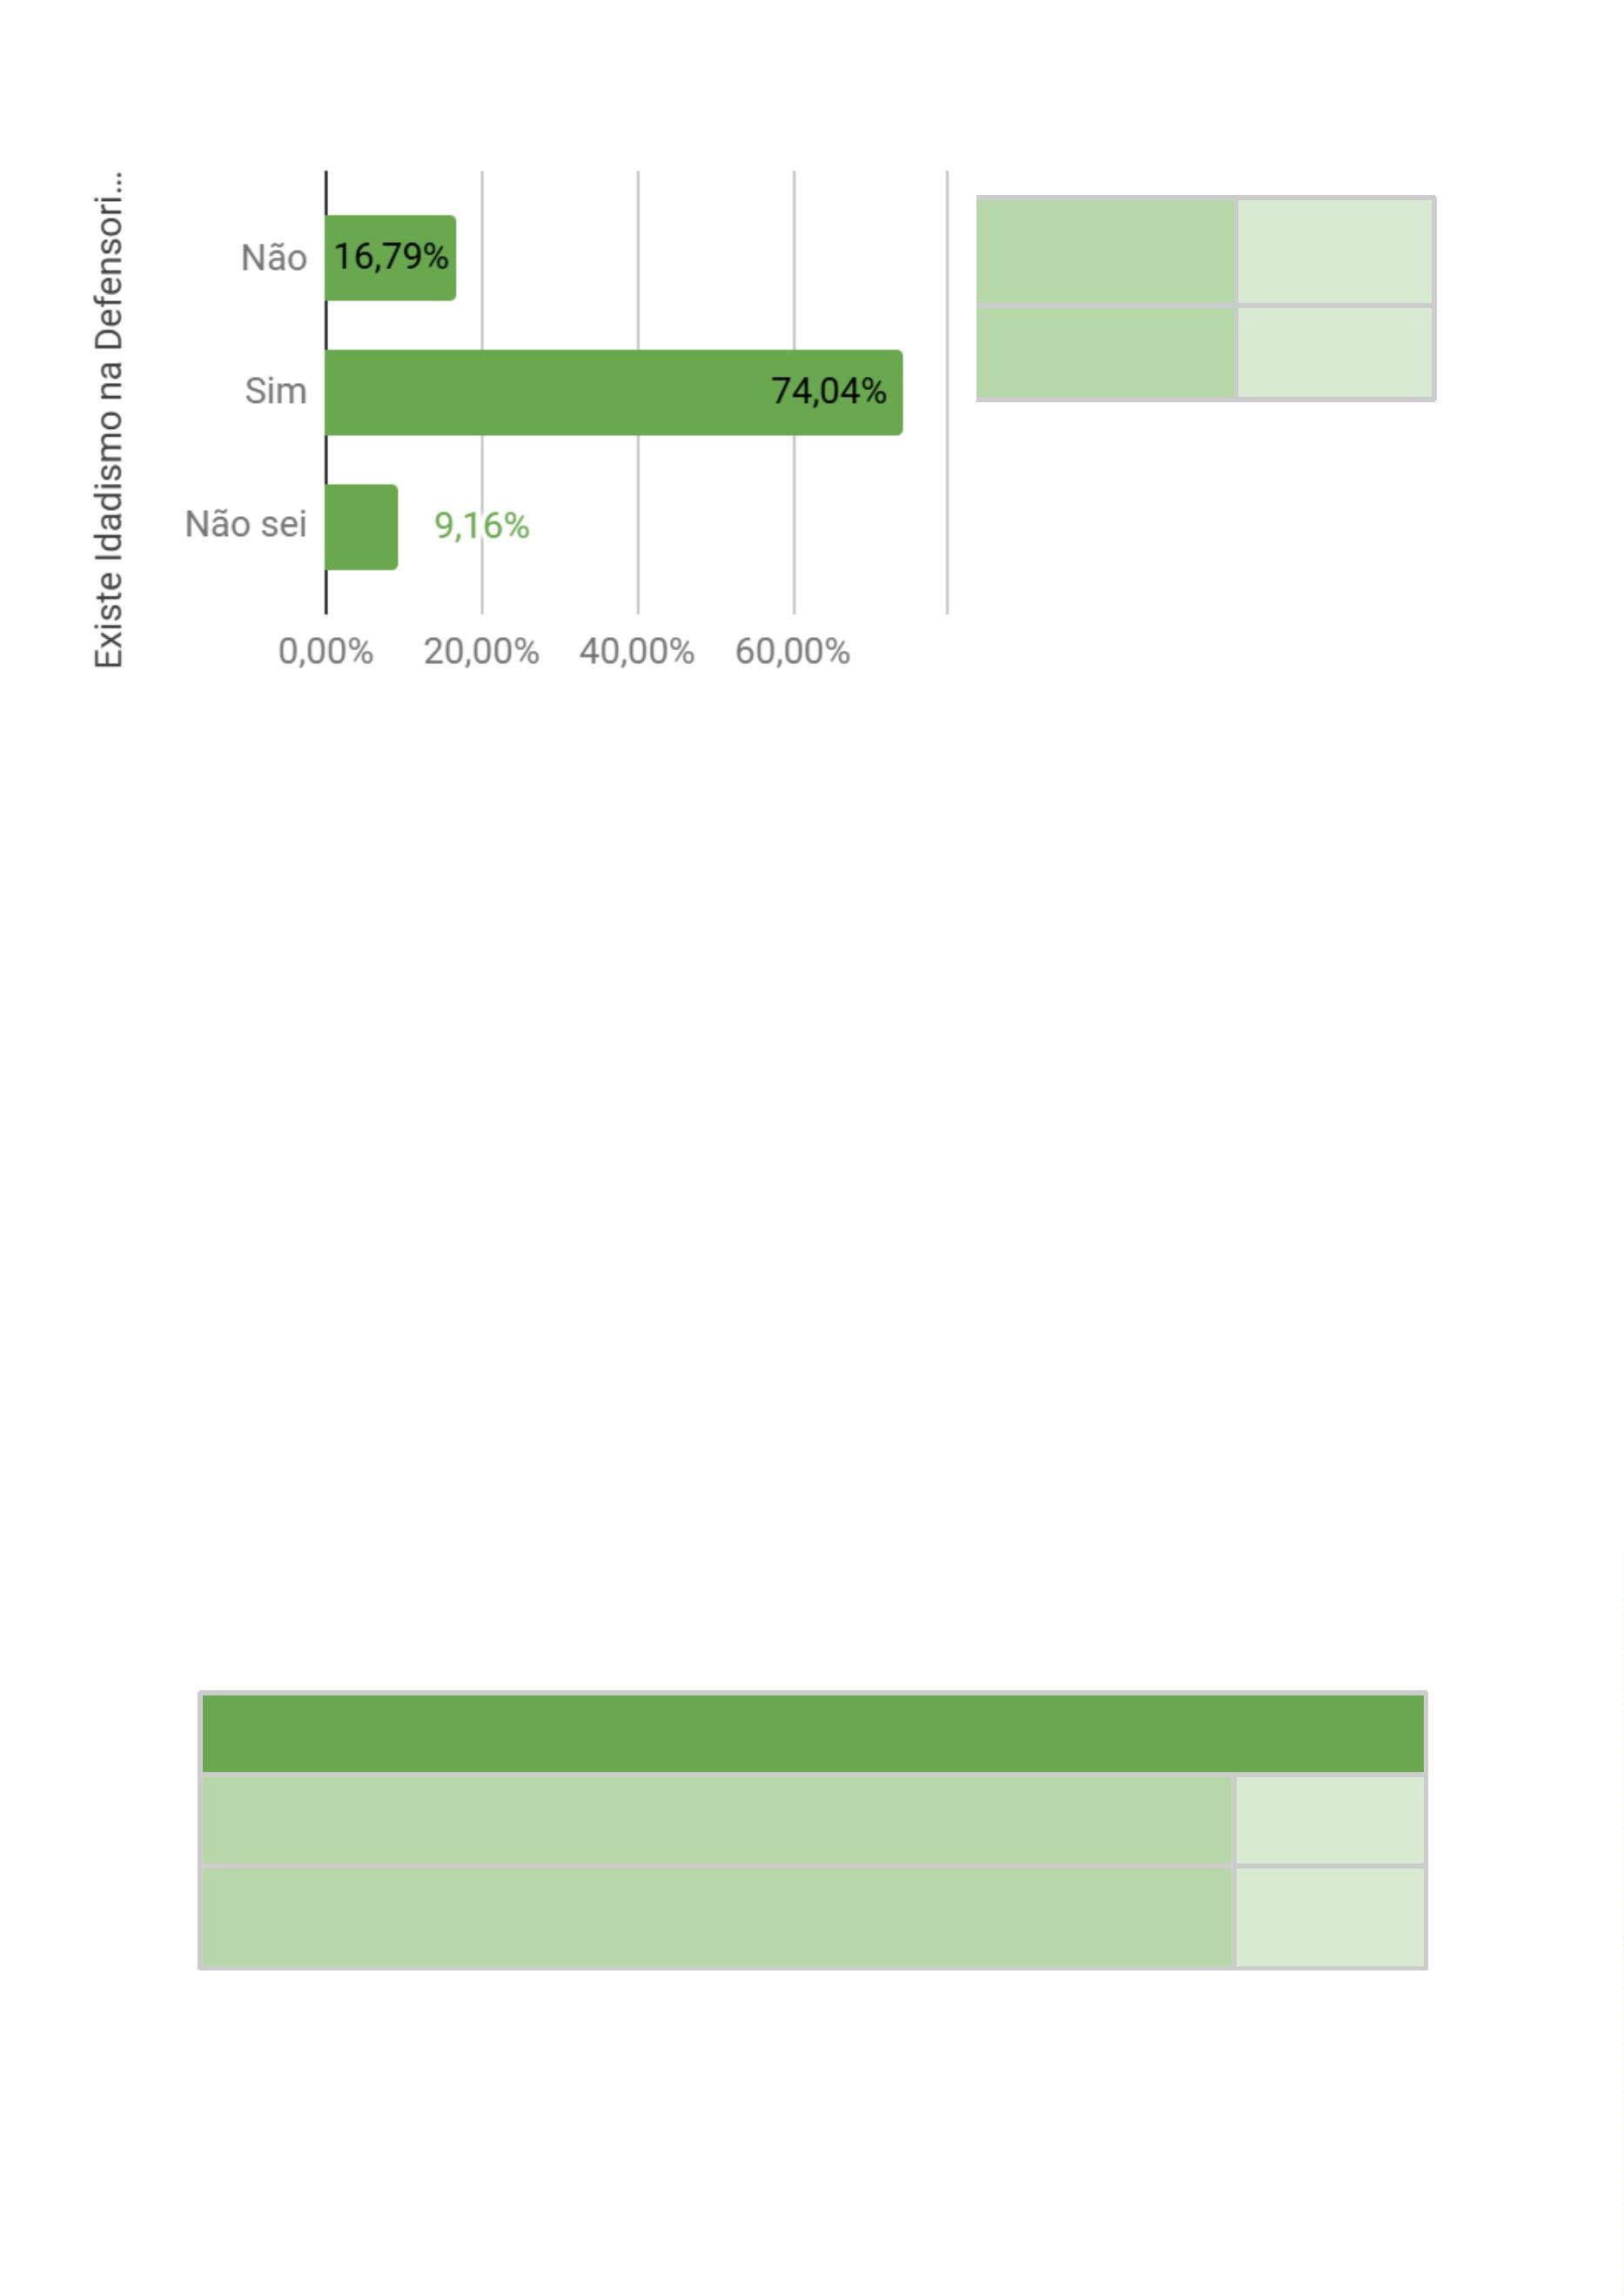 Existe Idadismo na Defensori...
Não 16,79%
Sim 74,04%
Não sei 9,16%
0,00% 20,00% 40,00% 60,00%